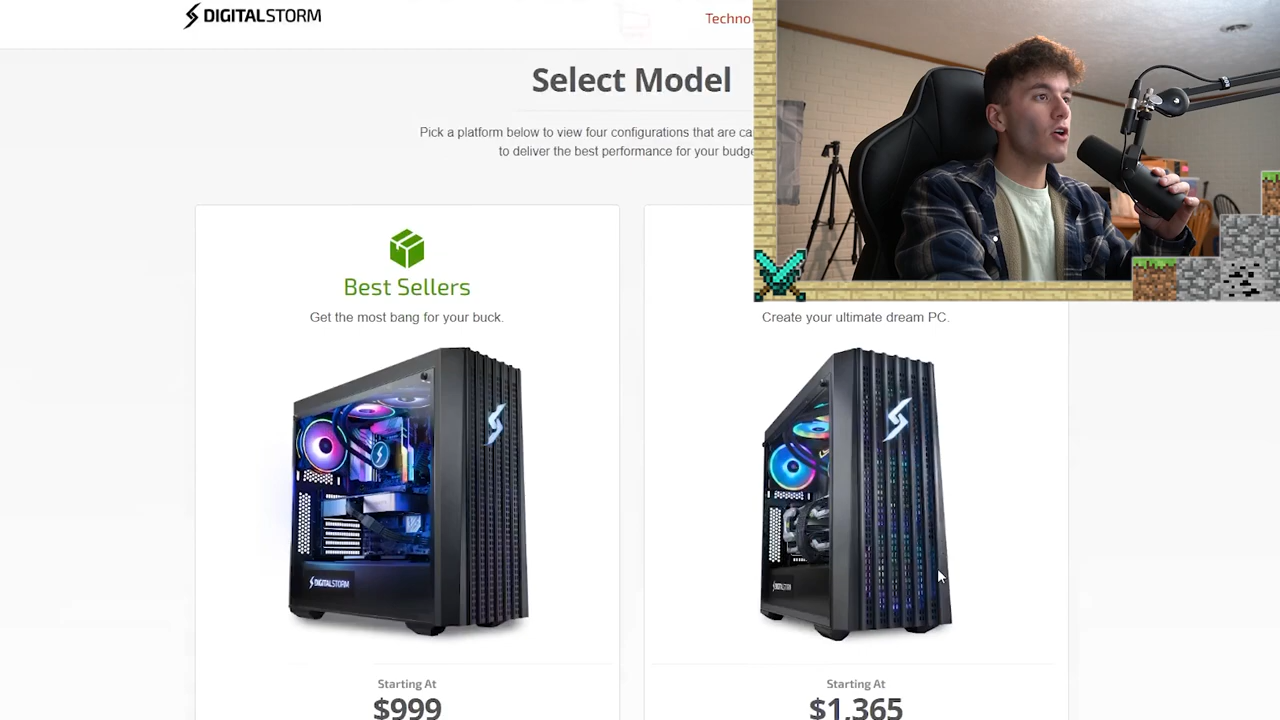 DIGITALSTORM
Techno
Select Model
Pick a platform below to view four configurations that are ca
to deliver the best performance for your budge
Best Sellers
Get the most bang for your buck.
Create your ultimate dream PC.
DIGITALSTORM
DIGITALSTORM
Starting At
$999
Starting At
$1,365